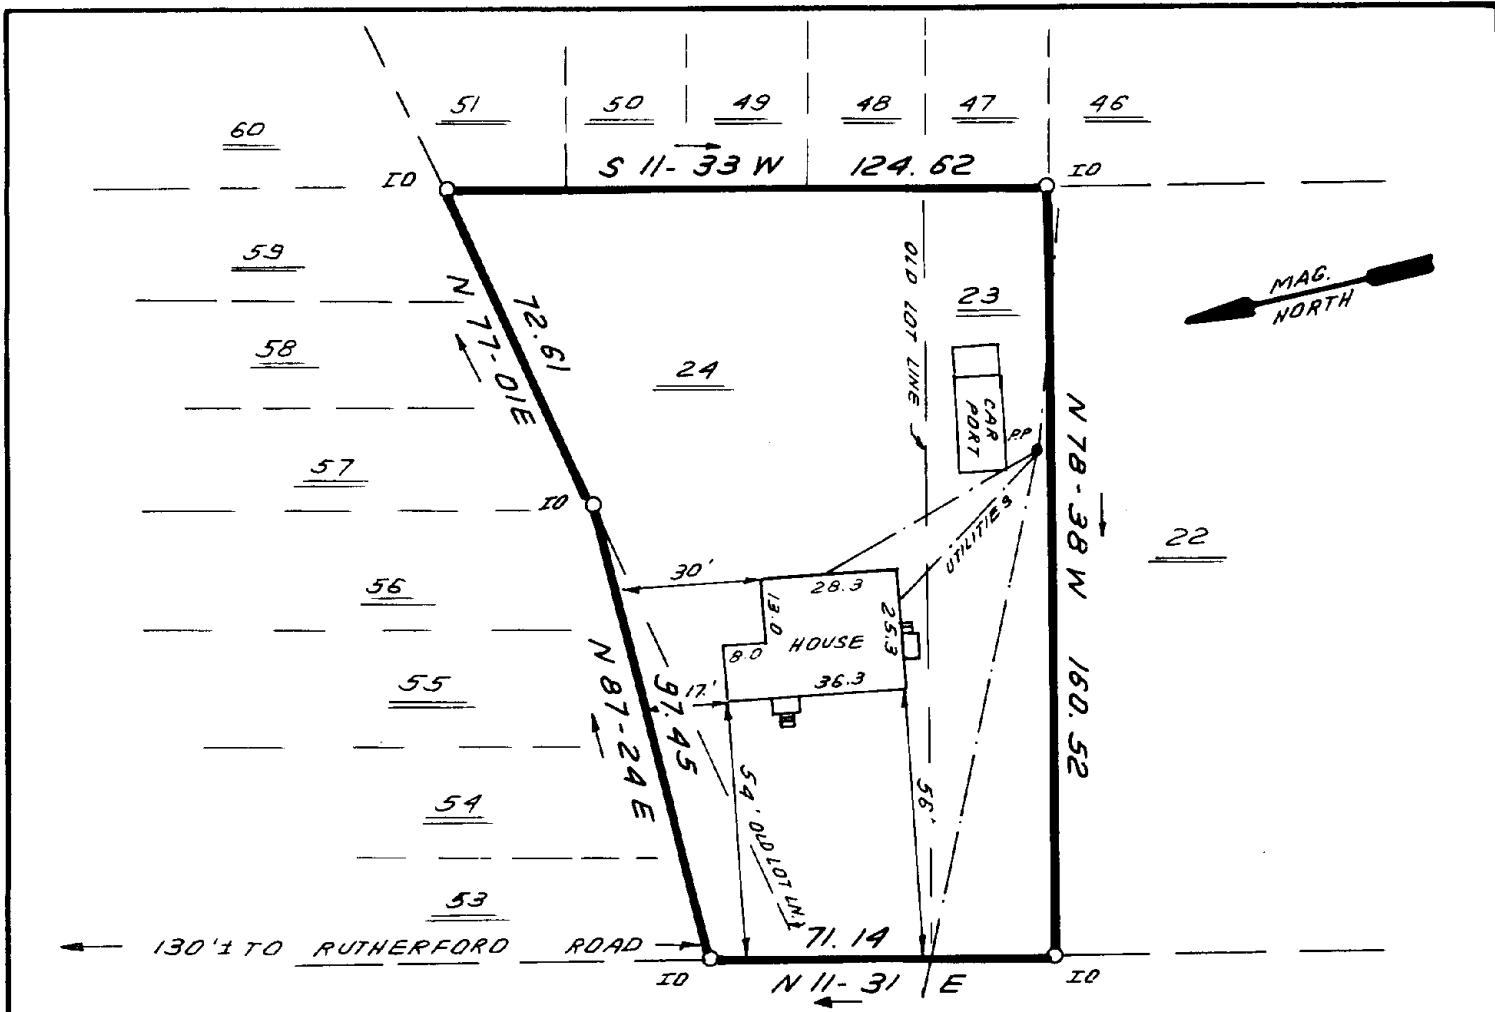 51 50 49 48 47 46
60
S 11-33 W 124.62
IO IO
59
OLD LOT LINE
MAG.
NORTH
23
N 77-01E
72.61
58
24
CAR
PORT
P.P
N 78-38 W 160.52
57
IO
UTILITIES
22
56
30'
28.3
13.0
25.3
HOUSE
8.0
36.3
55
17.'
N 87-24 E
97.45
54
54'
OLD LOT LN.
56'
53
130'± TO RUTHERFORD ROAD
71.14
IO
N 11-31 E
IO